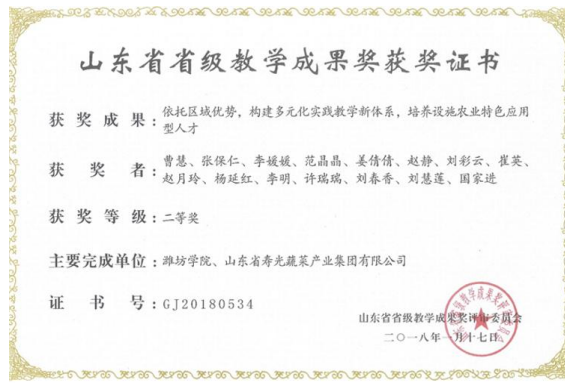 山东省省级教学成果奖获奖证书
获奖成果：依托区域优势，构建多元化实践教学新体系，培养设施农业特色应用
型人才
获奖者：曹慧、张保仁、李媛媛、范晶晶、姜倩倩、赵静、刘彩云、崔英、
赵月玲、杨延红、李明、许瑞瑞、刘春香、刘慧莲、国家进
获奖等级：二等奖
主要完成单位：潍坊学院、山东省寿光蔬菜产业集团有限公司
证书号：GJ20180534
山东省省级教学成果奖评审委员会
二〇一八年一月十七日